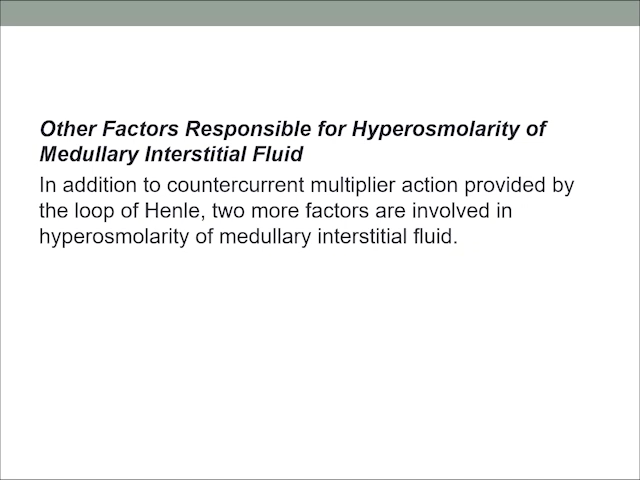 Other Factors Responsible for Hyperosmolarity of
Medullary Interstitial Fluid
In addition to countercurrent multiplier action provided by
the loop of Henle, two more factors are involved in
hyperosmolarity of medullary interstitial fluid.